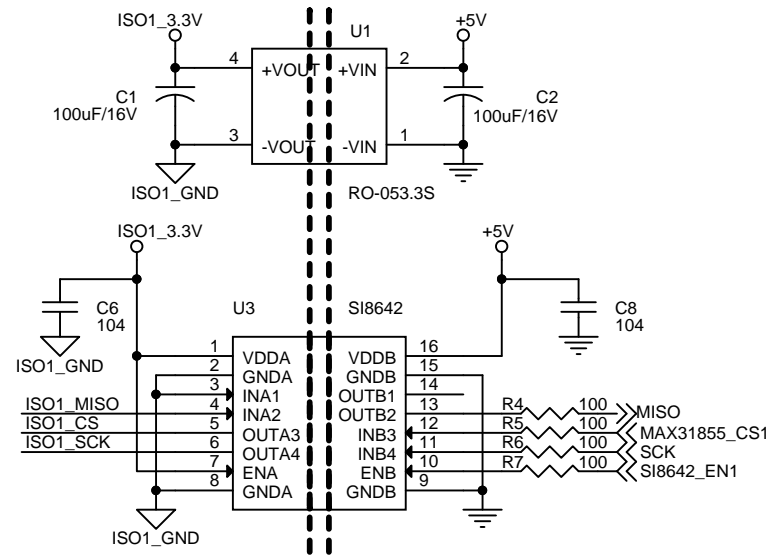 ISO1_3.3V U1 +5V
4 +VOUT +VIN 2
C1 C2
100uF/16V 100uF/16V
3 -VOUT -VIN 1
ISO1_GND RO-053.3S
ISO1_3.3V +5V
C6 U3 SI8642 C8
104 104
ISO1_GND
1 VDDA VDDB 16
2 GNDA GNDB 15
3 INA1 OUTB1 14
ISO1_MISO 4 INA2 OUTB2 13 R4 100 MISO
ISO1_CS 5 OUTA3 INB3 12 R5 100 MAX31855_CS1
ISO1_SCK 6 OUTA4 INB4 11 R6 100 SCK
7 ENA ENB 10 R7 100 SI8642_EN1
8 GNDA GNDB 9
ISO1_GND